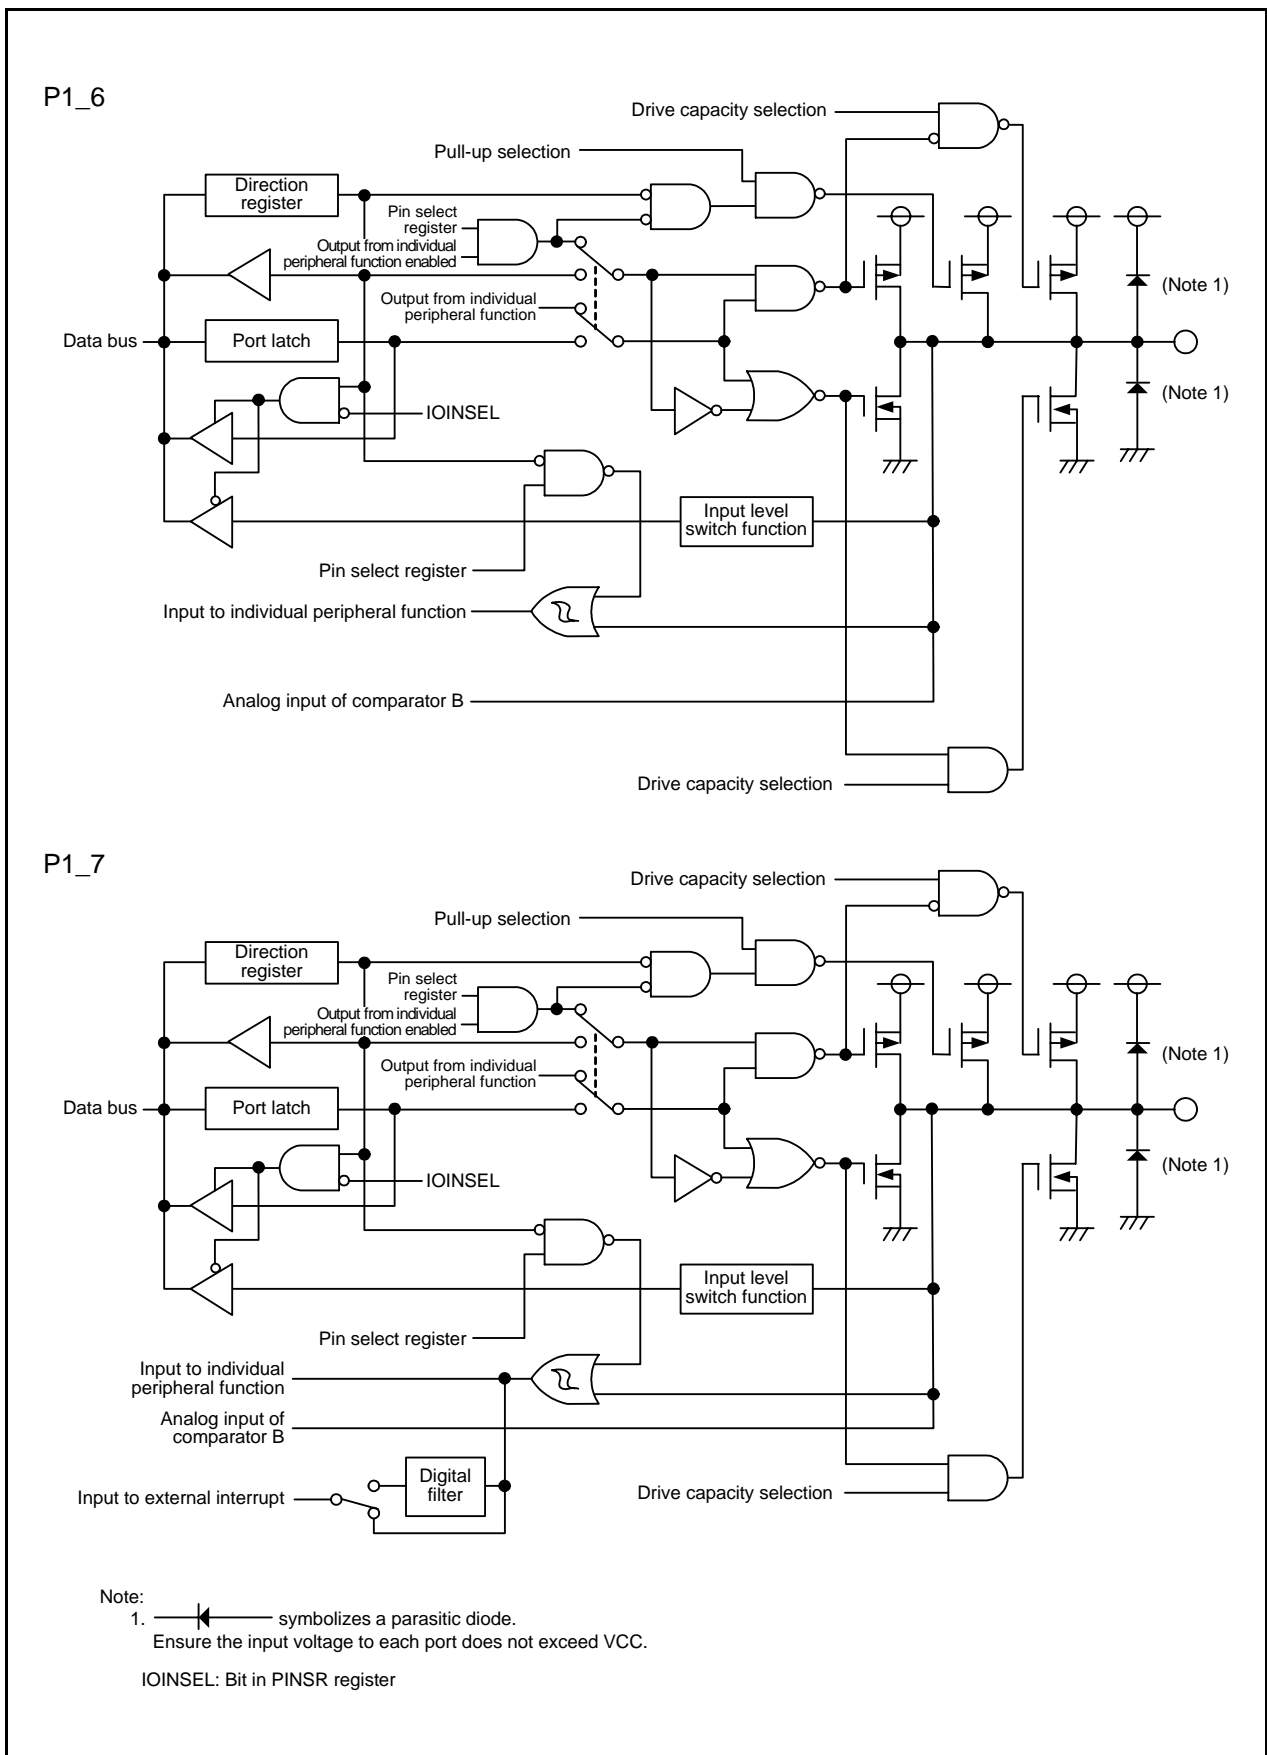 P1_6
Drive capacity selection
Pull-up selection
Direction
register
Pin select
register
Output from individual
peripheral function enabled
Output from individual
peripheral function
(Note 1)
Data bus
Port latch
(Note 1)
IOINSEL
Input level
switch function
Pin select register
Input to individual peripheral function
Analog input of comparator B
Drive capacity selection
P1_7
Drive capacity selection
Pull-up selection
Direction
register
Pin select
register
Output from individual
peripheral function enabled
Output from individual
peripheral function
(Note 1)
Data bus
Port latch
(Note 1)
IOINSEL
Input level
switch function
Pin select register
Input to individual
peripheral function
Analog input of
comparator B
Digital
filter
Input to external interrupt
Drive capacity selection
Note:
1. symbolizes a parasitic diode.
Ensure the input voltage to each port does not exceed VCC.
IOINSEL: Bit in PINSR register